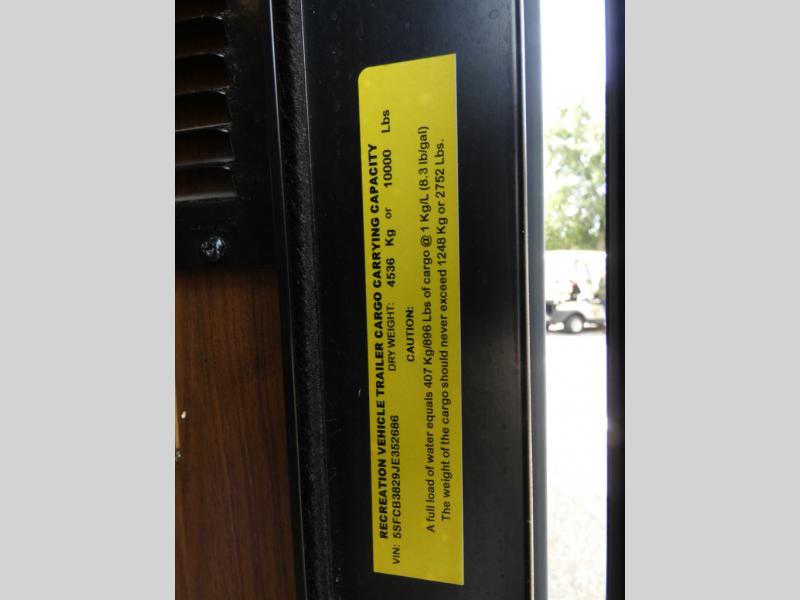 RECREATION VEHICLE TRAILER CARGO CARRYING CAPACITY
VIN: 5SFCB3829JE352686 DRY WEIGHT: 4536 Kg or 10000 Lbs
CAUTION:
A full load of water equals 407 Kg/896 Lbs of cargo @ 1 Kg/L (8.3 lb/gal)
The weight of the cargo should never exceed 1248 Kg or 2752 Lbs.